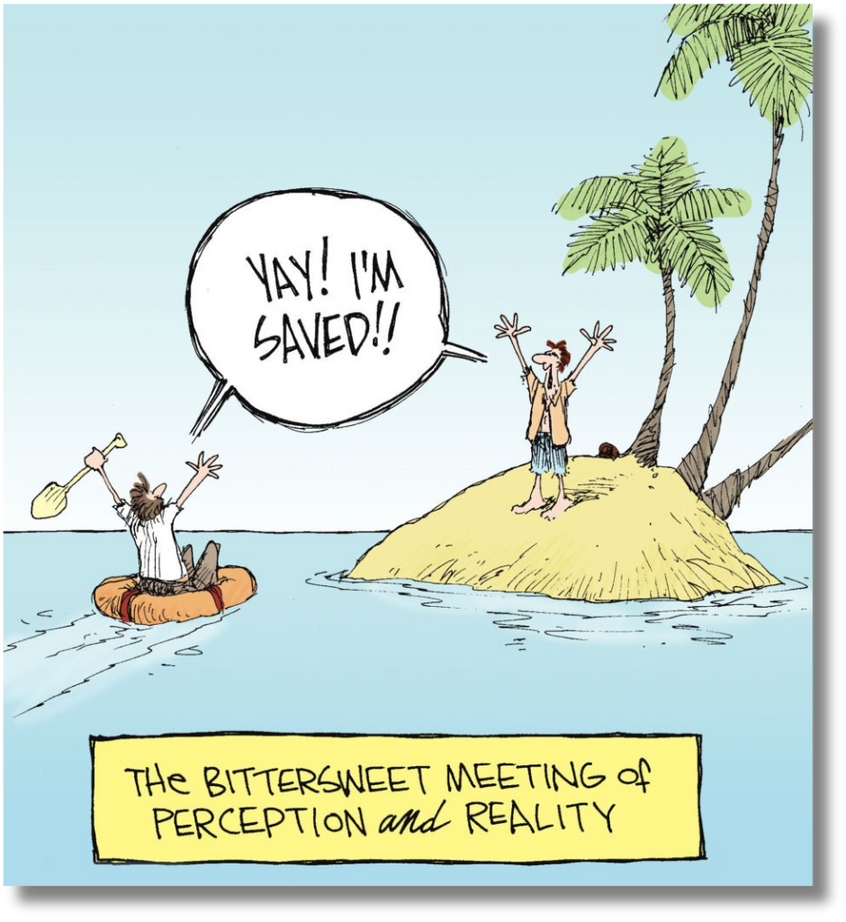 YAY! I'M
SAVED!!
THE BITTERSWEET MEETING OF
PERCEPTION and REALITY